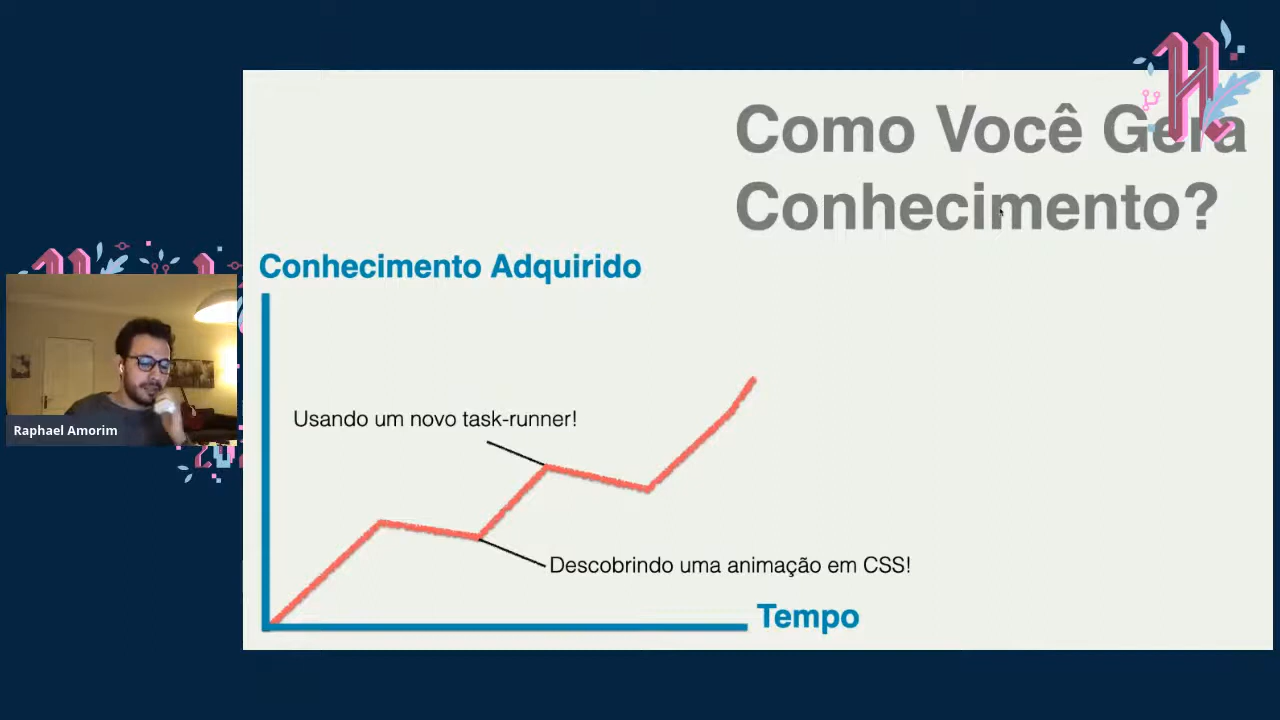 Como Você Gera
Conhecimento?
Conhecimento Adquirido
Usando um novo task-runner!
Raphael Amorim
Descobrindo uma animação em CSS!
Tempo